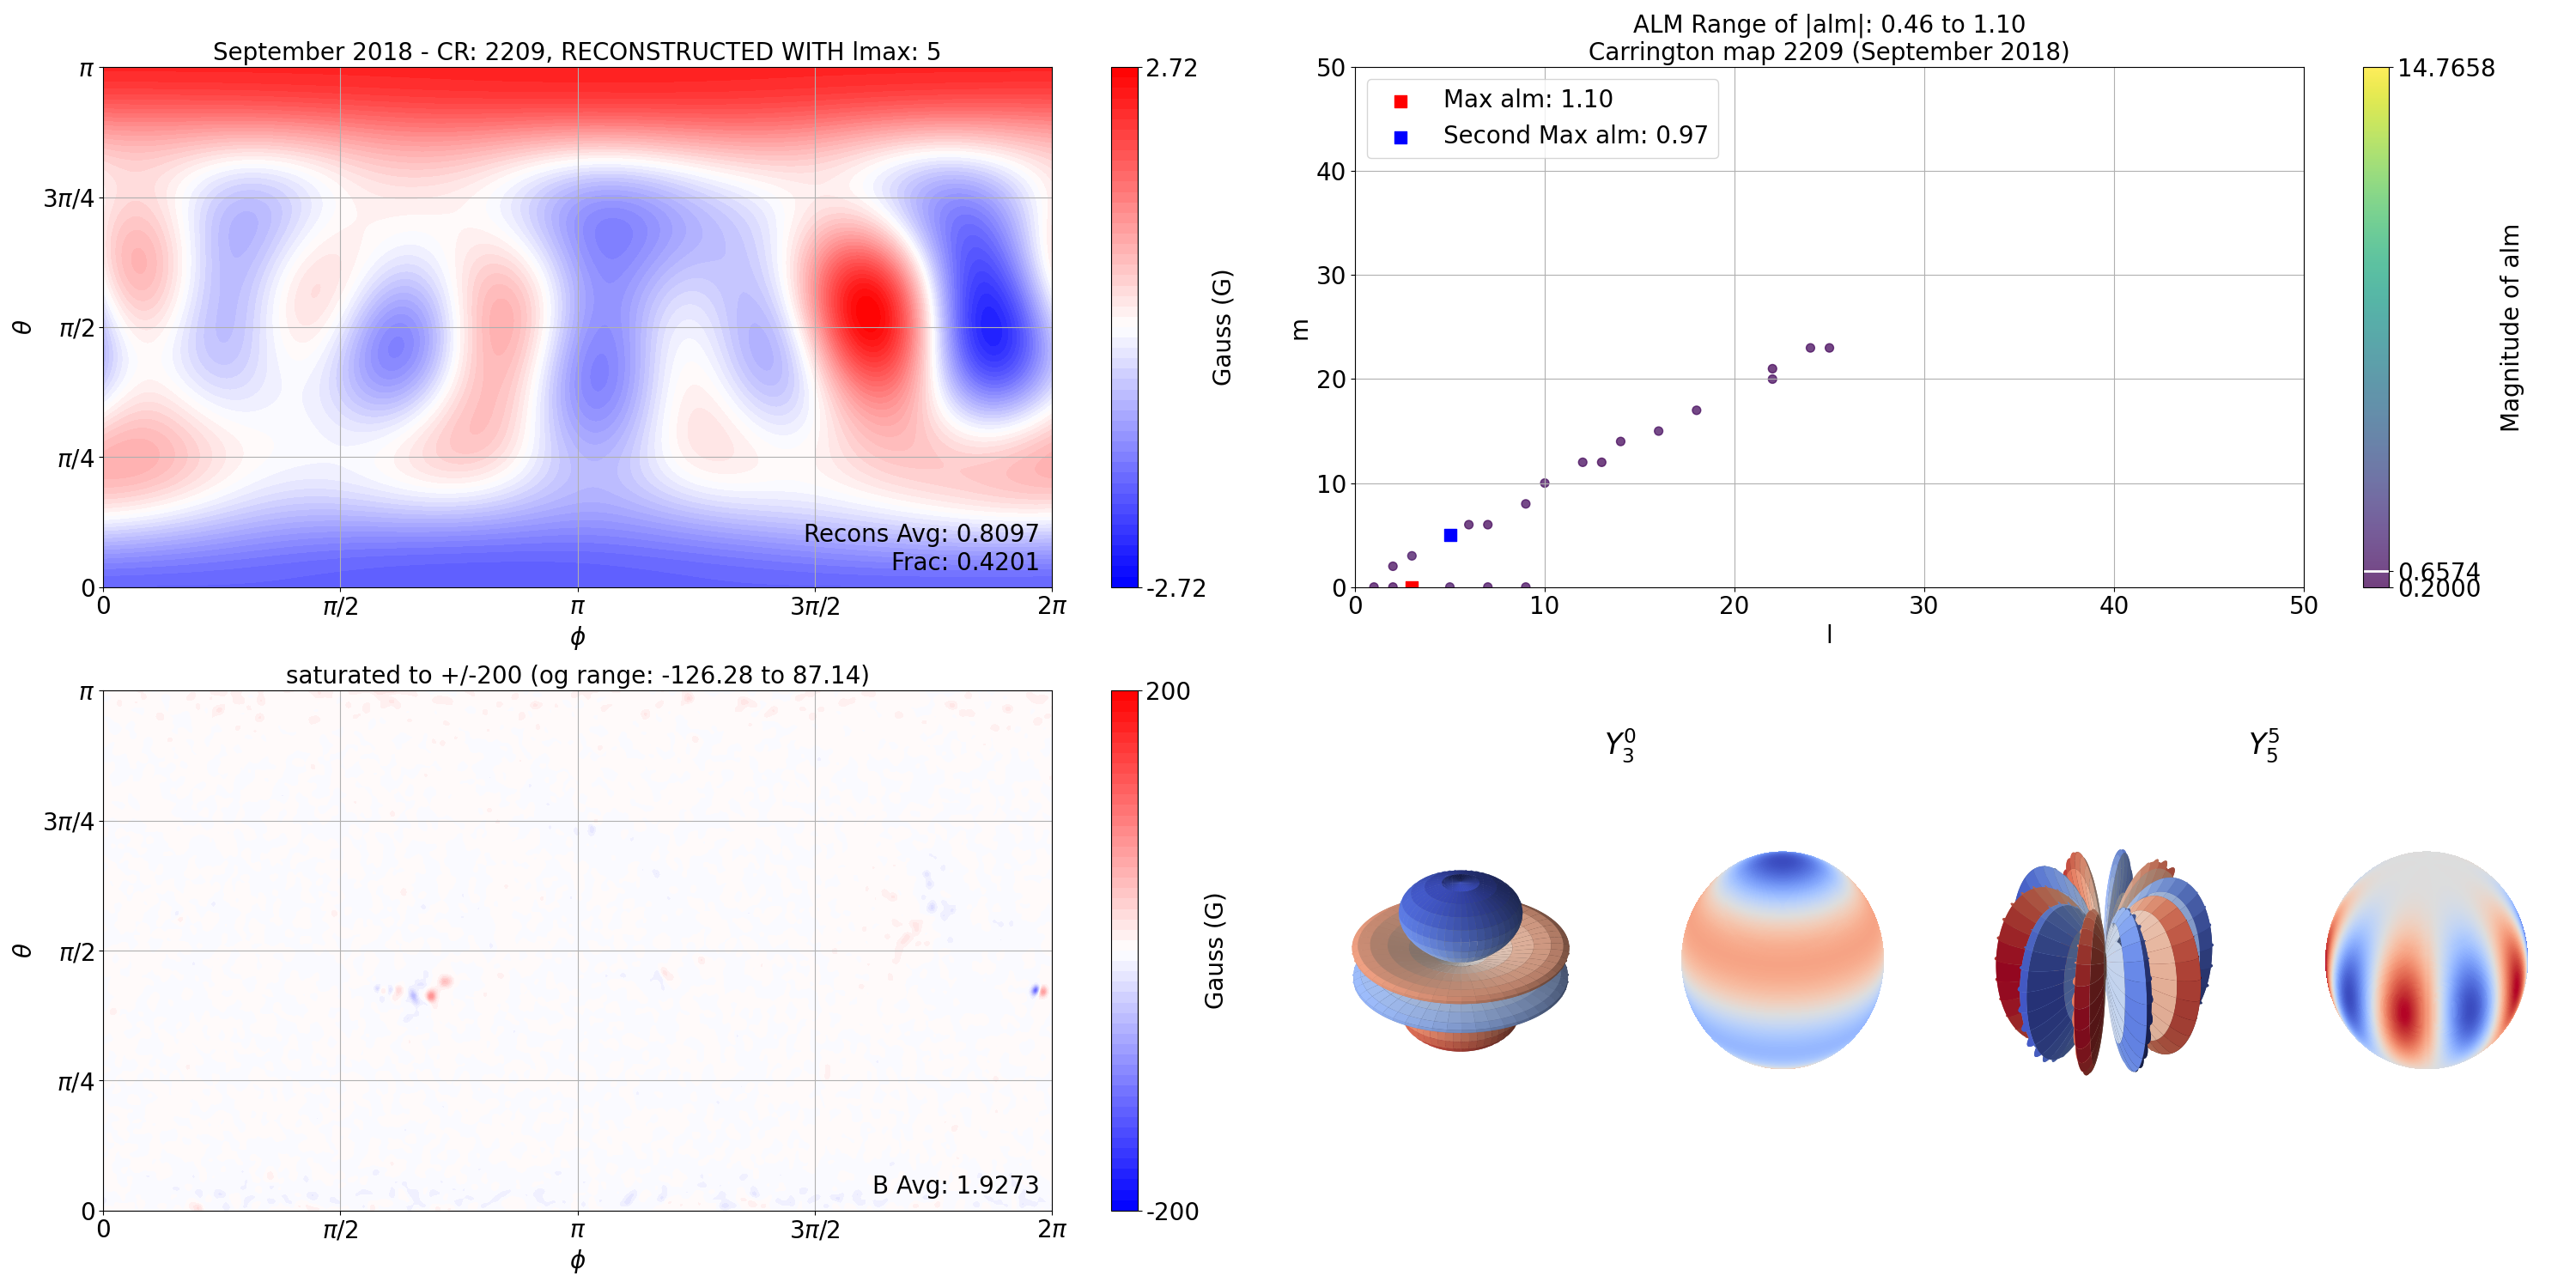 September 2018 - CR: 2209, RECONSTRUCTED WITH lmax: 5
π
3π/4
π/2
π/4
0
θ
0
π/2
π
3π/2
2π
ϕ
Recons Avg: 0.8097
Frac: 0.4201
2.72
-2.72
Gauss (G)
ALM Range of |alm|: 0.46 to 1.10
Carrington map 2209 (September 2018)
50
40
30
20
10
0
m
0
10
20
30
40
50
l
Max alm: 1.10
Second Max alm: 0.97
14.7658
0.6574
0.2000
Magnitude of alm
saturated to +/-200 (og range: -126.28 to 87.14)
π
3π/4
π/2
π/4
0
θ
0
π/2
π
3π/2
2π
ϕ
B Avg: 1.9273
200
-200
Gauss (G)
Y₃⁰
Y₅⁵